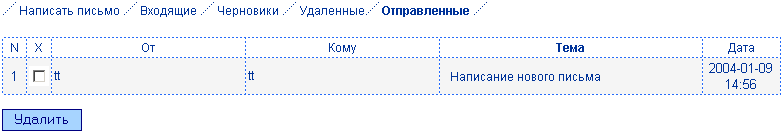 Написать письмо Входящие Черновики Удаленные Отправленные
N X От Кому Тема Дата
1 tt tt Написание нового письма 2004-01-09 14:56
Удалить